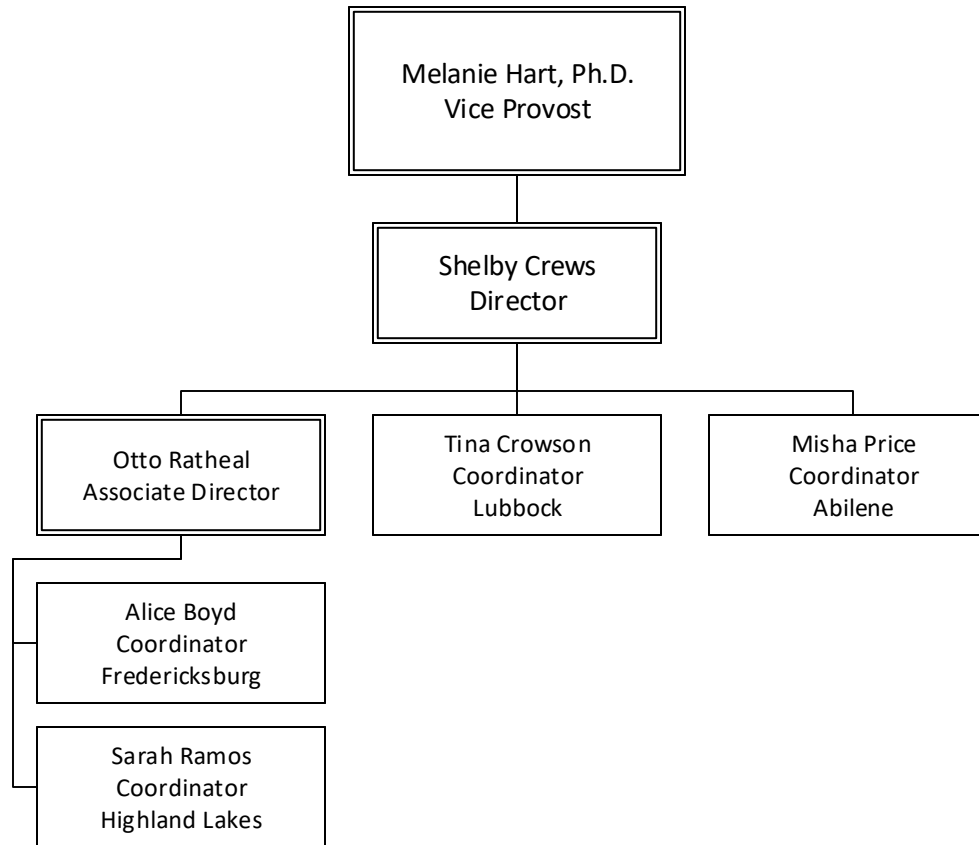 Melanie Hart, Ph.D.
Vice Provost
Shelby Crews
Director
Otto Ratheal
Associate Director
Tina Crowson
Coordinator
Lubbock
Misha Price
Coordinator
Abilene
Alice Boyd
Coordinator
Fredericksburg
Sarah Ramos
Coordinator
Highland Lakes